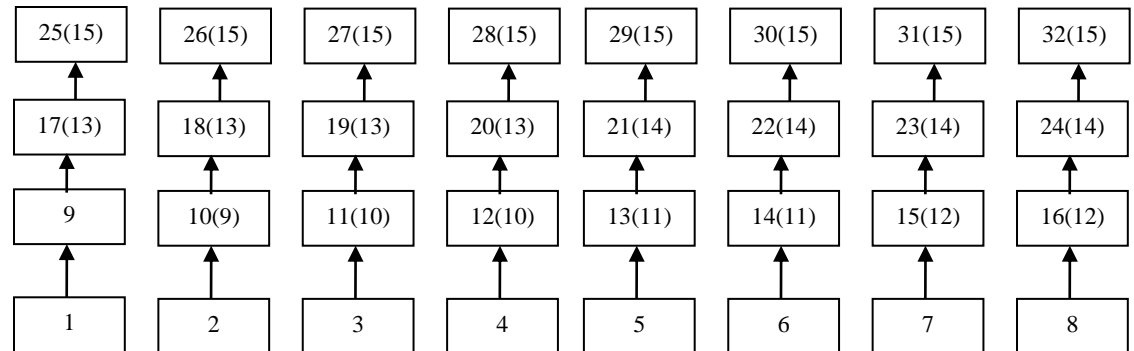 25(15) 26(15) 27(15) 28(15) 29(15) 30(15) 31(15) 32(15)
17(13) 18(13) 19(13) 20(13) 21(14) 22(14) 23(14) 24(14)
9 10(9) 11(10) 12(10) 13(11) 14(11) 15(12) 16(12)
1 2 3 4 5 6 7 8